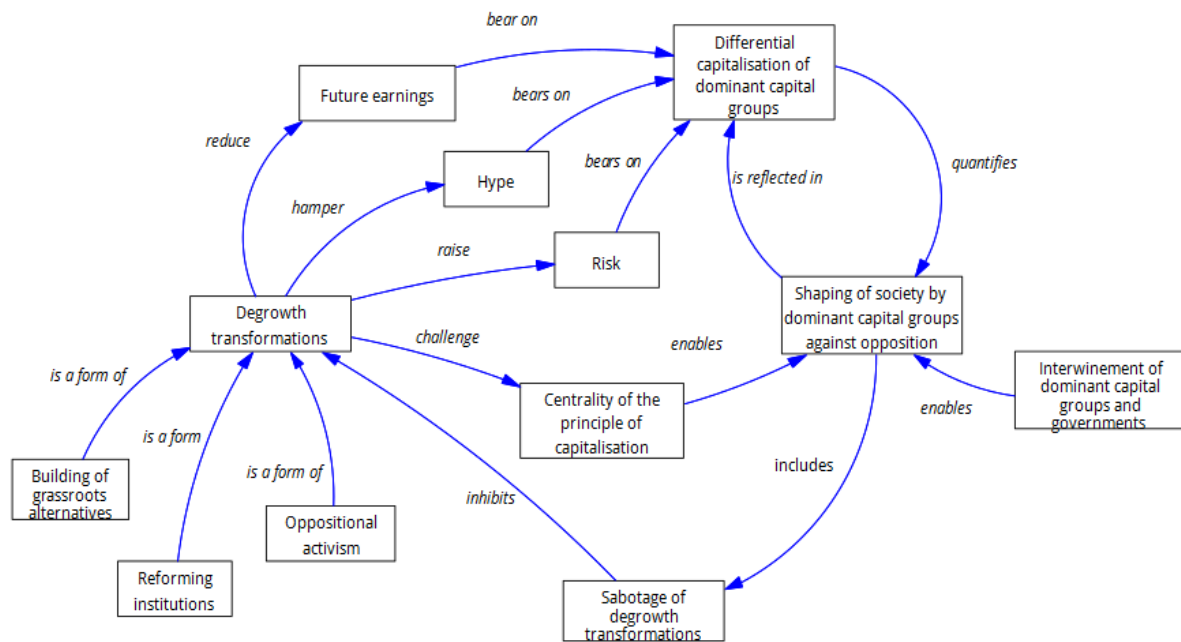 bear on
Differential
capitalisation of
dominant capital
groups
Future earnings
bears on
reduce
Hype
bears on
is reflected in
quantifies
hamper
raise
Risk
Degrowth
transformations
Shaping of society by
dominant capital groups
against opposition
challenge
enables
is a form of
Centrality of the
principle of
capitalisation
Interwinement of
dominant capital
groups and
governments
enables
is a form
Building of
grassroots
alternatives
is a form of
inhibits
includes
Oppositional
activism
Reforming
institutions
Sabotage of
degrowth
transformations